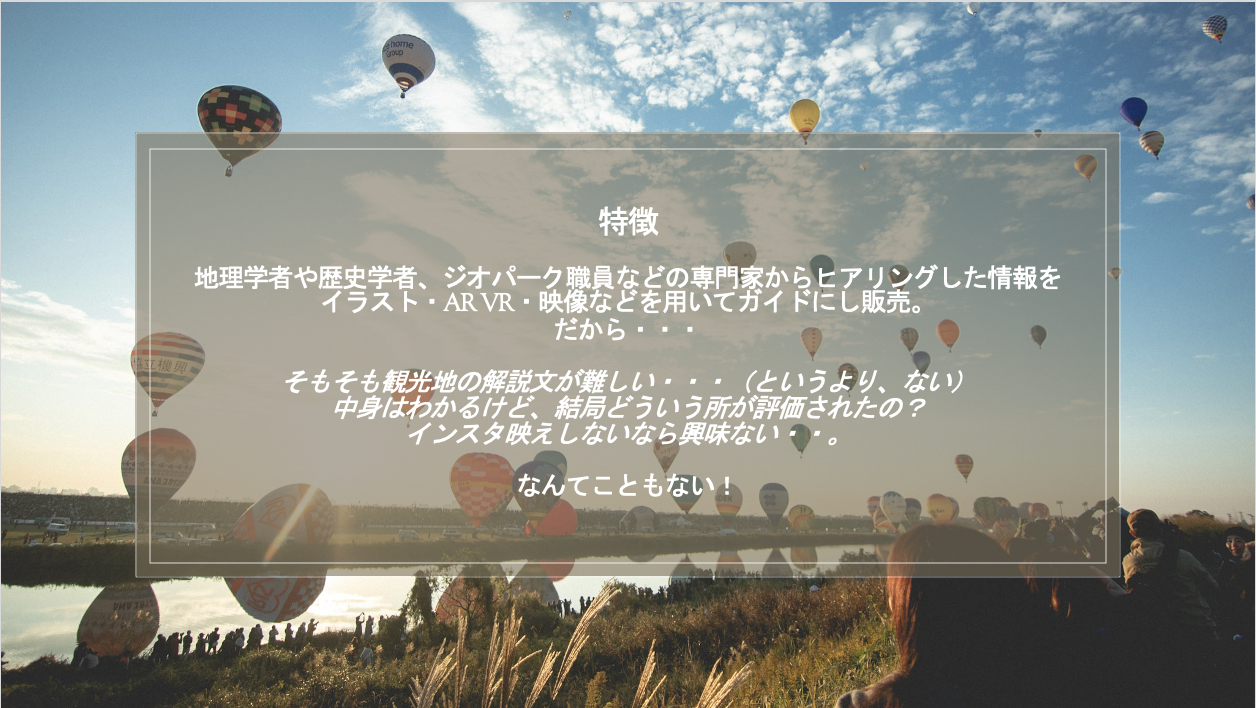 home
group
特徴
地理学者や歴史学者、ジオパーク職員などの専門家からヒアリングした情報を
イラスト・AR VR・映像などを用いてガイドにし販売。
だから・・・
そもそも観光地の解説文が難しい・・・（というより、ない）
中身はわかるけど、結局どういう所が評価されたの？
インスタ映えしないなら興味ない・・。
なんてこともない！